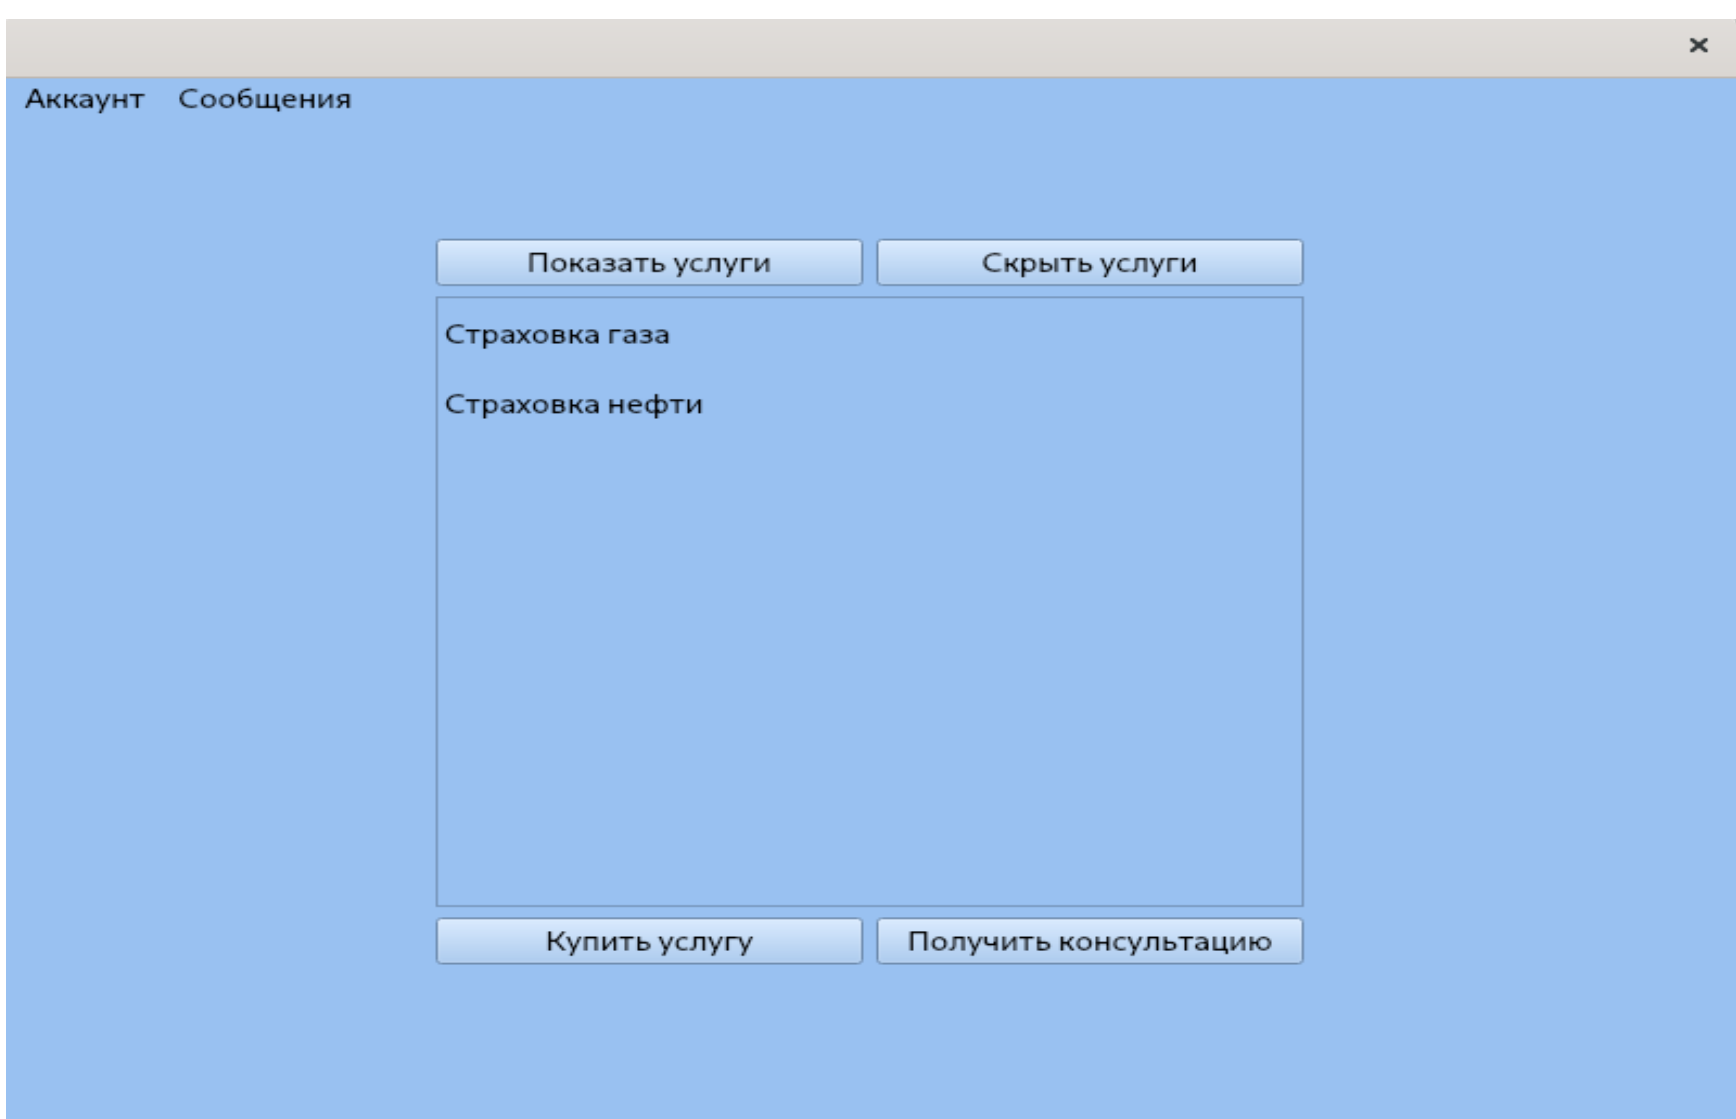 Аккаунт Сообщения
Показать услуги Скрыть услуги
Страховка газа
Страховка нефти
Купить услугу Получить консультацию